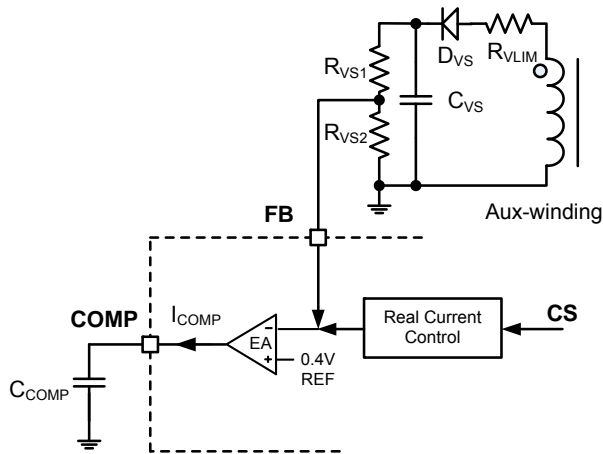 R_VS1
D_VS
R_VLIM
C_VS
R_VS2
Aux-winding
FB
COMP
I_COMP
EA
−
+
0.4V
REF
Real Current
Control
CS
C_COMP